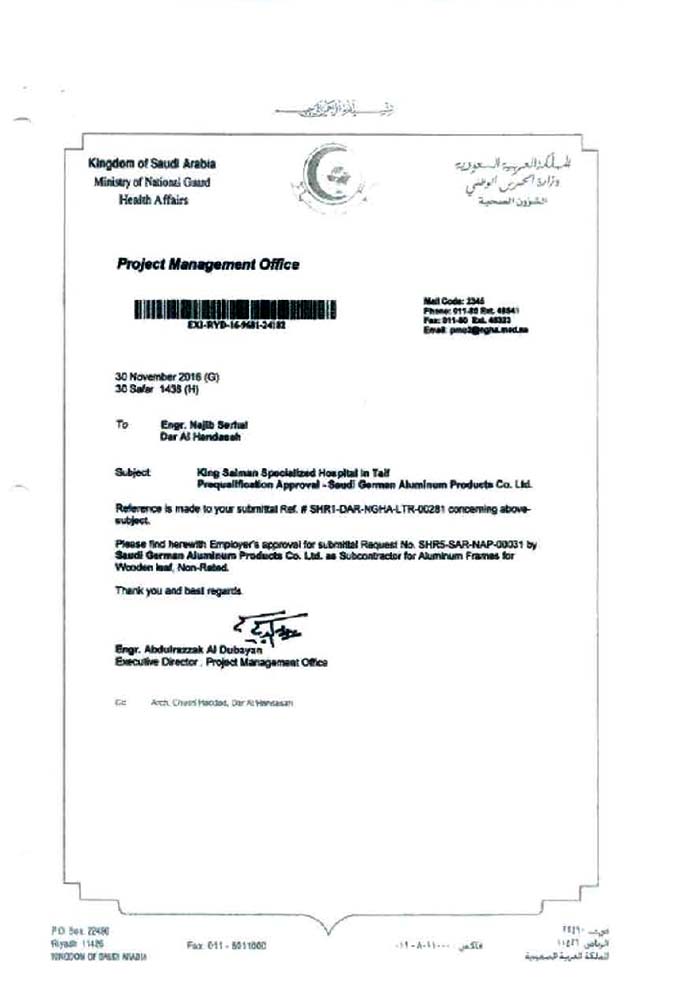 Kingdom of Saudi Arabia
Ministry of National Guard
Health Affairs
المملكة العربية السعودية
وزارة الحرس الوطني
الشؤون الصحية
Project Management Office
EXI-RYD-16-9681-24182
Mail Code: 2345
Phone: 011-80 Ext. 
Fax: 011-80 Ext. 
Email: pmo2@ngha.med.sa
30 November 2016 (G)
30 Safar 1438 (H)
To Engr. Najib Serhal
Dar Al Handasah
Subject King Salman Specialized Hospital in Taif
Prequalification Approval - Saudi German Aluminum Products Co. Ltd.
Reference is made to your submittal Ref. # SHR1-DAR-NGHA-LTR-00281 concerning above-
subject.
Please find herewith Employer's approval for submittal Request No. SHR5-SAR-NAP-00031 by
Saudi German Aluminum Products Co. Ltd. as Subcontractor for Aluminum Frames for
Wooden leaf, Non-Rated.
Thank you and best regards.
Engr. Abdulrazzak Al Dubayan
Executive Director, Project Management Office
Cc Arch. Haddad, Dar Al Handasah
P.O. Box 22490
Riyadh 11426
KINGDOM OF SAUDI ARABIA
Fax: 011 - 8011000
فاكس ٠١١-٨٠١١٠٠٠
ص.ب ٢٢٤٩٠
الرياض ١١٤٢٦
المملكة العربية السعودية